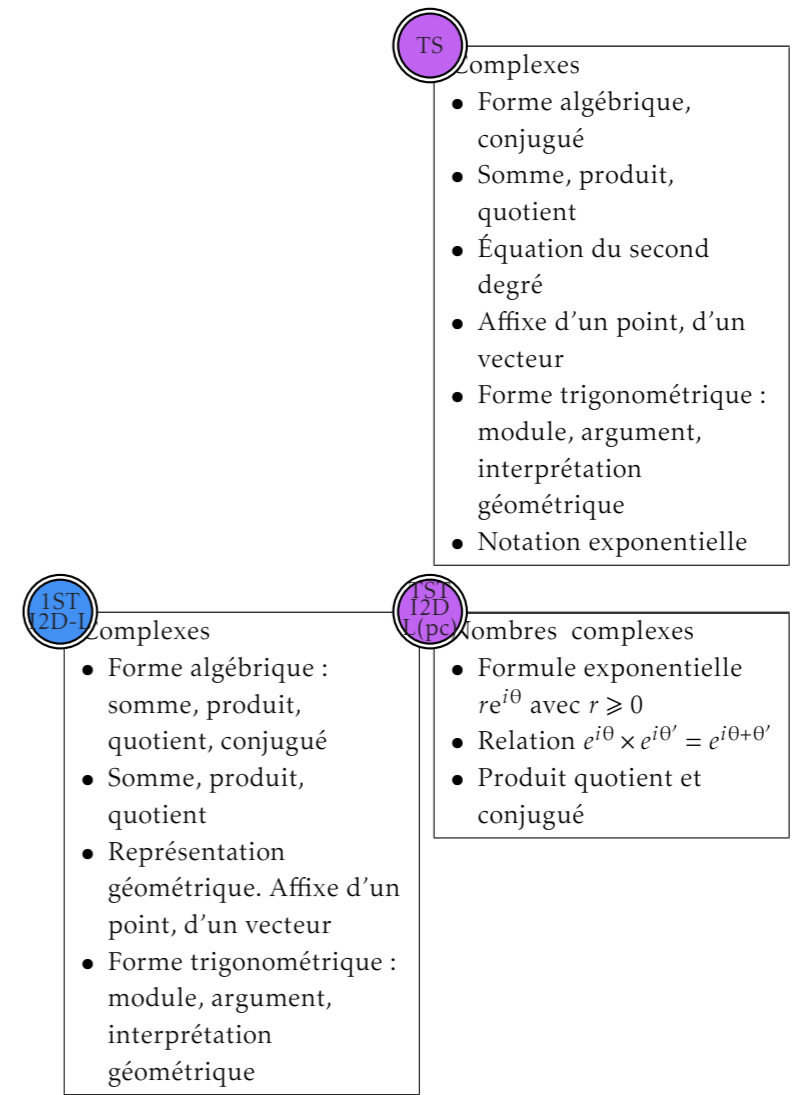 TS
Complexes
• Forme algébrique,
conjugué
• Somme, produit,
quotient
• Équation du second
degré
• Affixe d'un point, d'un
vecteur
• Forme trigonométrique :
module, argument,
interprétation
géométrique
• Notation exponentielle
1ST
I2D-L
Complexes
• Forme algébrique :
somme, produit,
quotient, conjugué
• Somme, produit,
quotient
• Représentation
géométrique. Affixe d'un
point, d'un vecteur
• Forme trigonométrique :
module, argument,
interprétation
géométrique
TST
I2D
L(pc)
Nombres complexes
• Formule exponentielle
re^{iθ} avec r ⩾ 0
• Relation e^{iθ} × e^{iθ′} = e^{iθ+θ′}
• Produit quotient et
conjugué